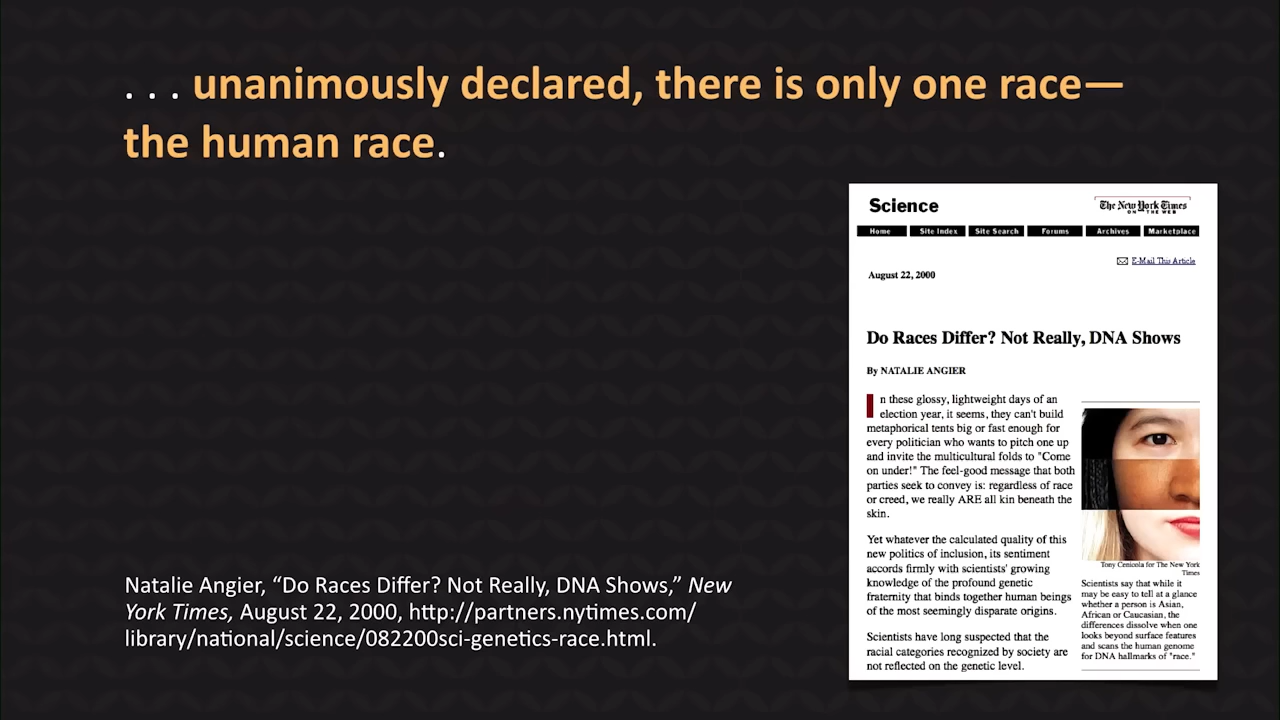 . . . unanimously declared, there is only one race—
the human race.
Science
The New York Times
ON THE WEB
Home Site Index Site Search Forums Archives Marketplace
E-Mail This Article
August 22, 2000
Do Races Differ? Not Really, DNA Shows
By NATALIE ANGIER
In these glossy, lightweight days of an
election year, it seems, they can't build
metaphorical tents big or fast enough for
every politician who wants to pitch one up
and invite the multicultural folds to "Come
on under!" The feel-good message that both
parties seek to convey is: regardless of race
or creed, we really ARE all kin beneath the
skin.
Yet whatever the calculated quality of this
new politics of inclusion, its sentiment
accords firmly with scientists' growing
knowledge of the profound genetic
fraternity that binds together human beings
of the most seemingly disparate origins.
Scientists have long suspected that the
racial categories recognized by society are
not reflected on the genetic level.
Tony Cenicola for The New York
Times
Scientists say that while it
may be easy to tell at a glance
whether a person is Asian,
African or Caucasian, the
differences dissolve when one
looks beyond surface features
and scans the human genome
for DNA hallmarks of "race."
Natalie Angier, “Do Races Differ? Not Really, DNA Shows,” New
York Times, August 22, 2000, http://partners.nytimes.com/
library/national/science/082200sci-genetics-race.html.